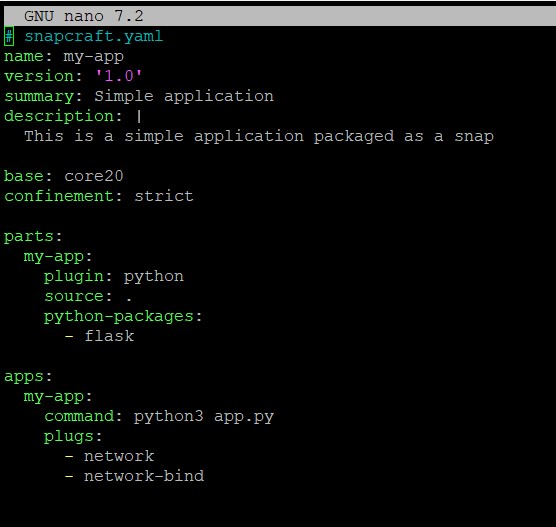 GNU nano 7.2
# snapcraft.yaml
name: my-app
version: '1.0'
summary: Simple application
description: |
  This is a simple application packaged as a snap

base: core20
confinement: strict

parts:
  my-app:
    plugin: python
    source: .
    python-packages:
      - flask

apps:
  my-app:
    command: python3 app.py
    plugs:
      - network
      - network-bind